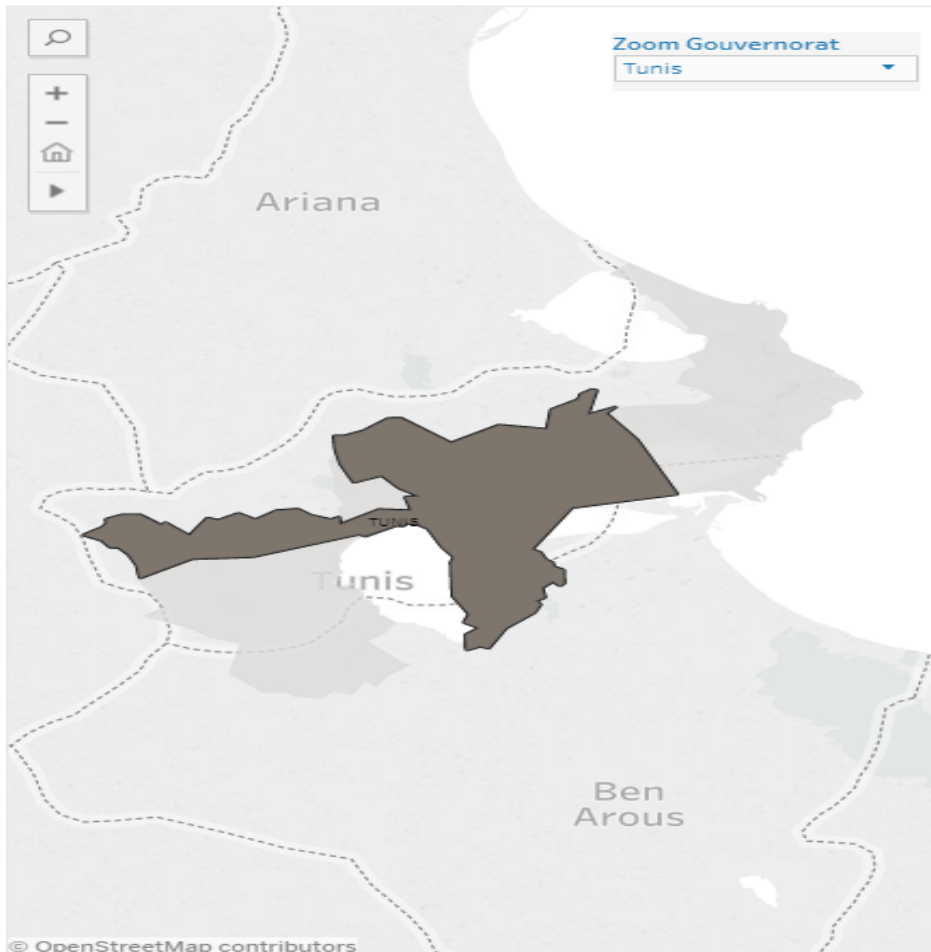 Zoom Gouvernorat
Tunis
Ariana
TUNIS
Tunis
Ben
Arous
© OpenStreetMap contributors